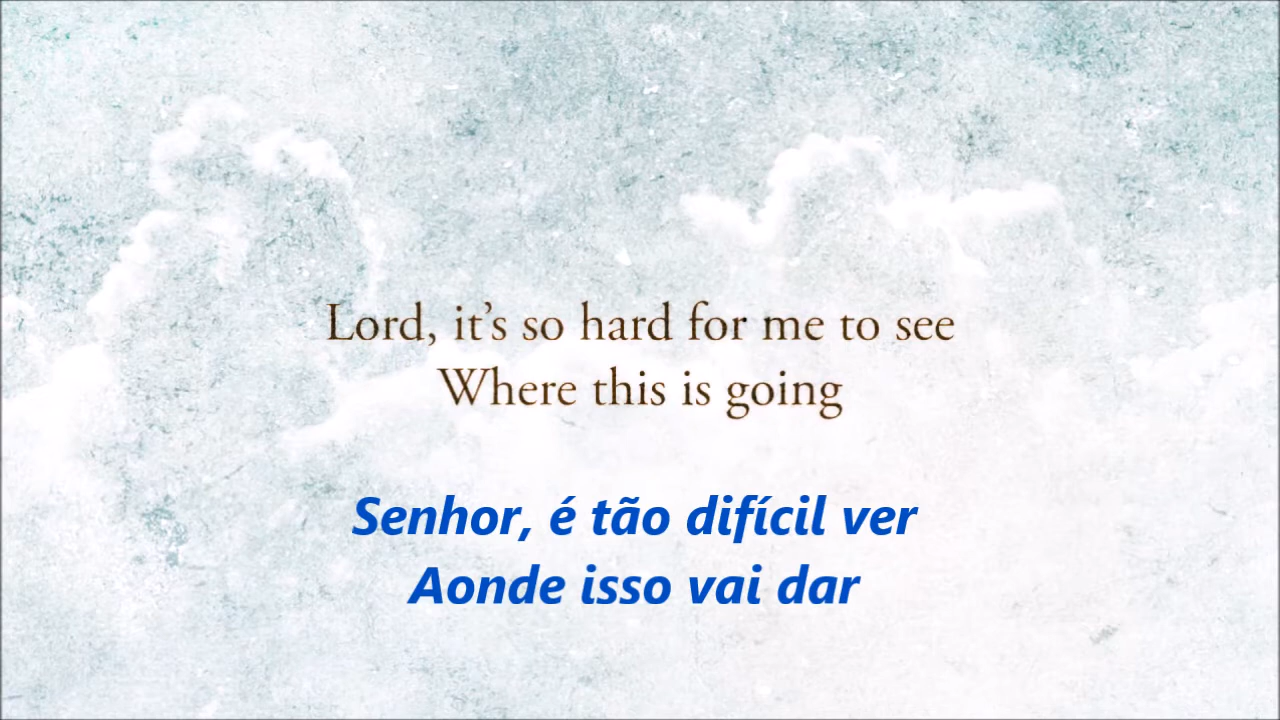 Lord, it’s so hard for me to see
Where this is going
Senhor, é tão difícil ver
Aonde isso vai dar